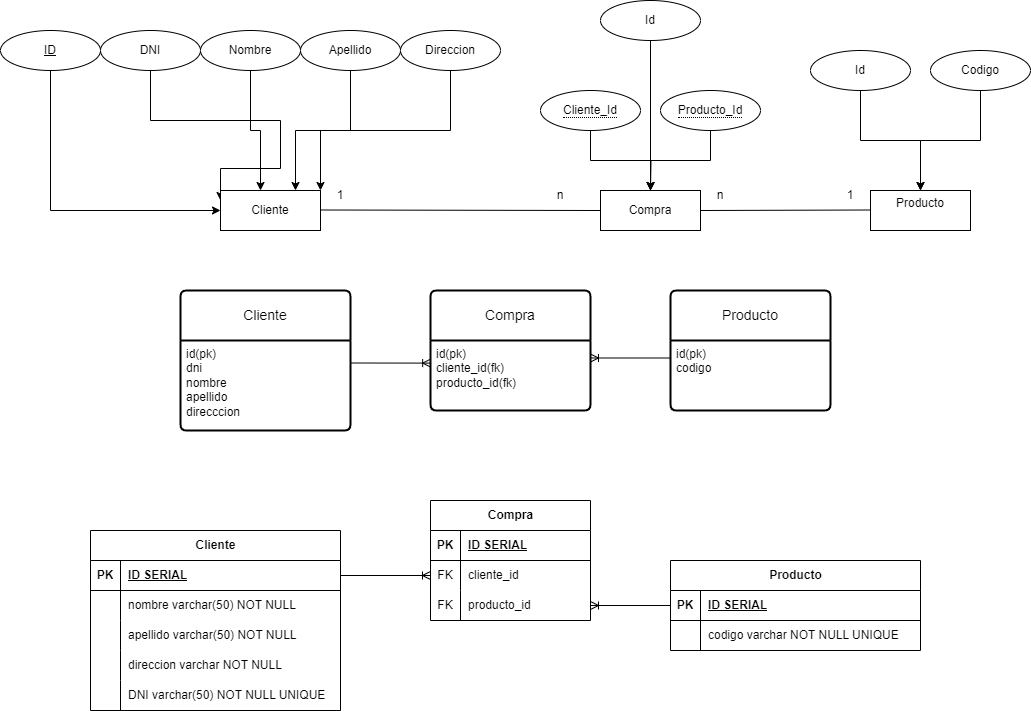 Id
ID
DNI
Nombre
Apellido
Direccion
Id
Codigo
Cliente_Id
Producto_Id
1
n
n
1
Cliente
Compra
Producto
Cliente
id(pk)
dni
nombre
apellido
direcccion
Compra
id(pk)
cliente_id(fk)
producto_id(fk)
Producto
id(pk)
codigo
Cliente
PK ID SERIAL
nombre varchar(50) NOT NULL
apellido varchar(50) NOT NULL
direccion varchar NOT NULL
DNI varchar(50) NOT NULL UNIQUE
Compra
PK ID SERIAL
FK cliente_id
FK producto_id
Producto
PK ID SERIAL
codigo varchar NOT NULL UNIQUE